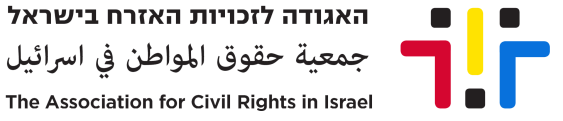 האגודה לזכויות האזרח בישראל
جمعية حقوق المواطن في اسرائيل
The Association for Civil Rights in Israel